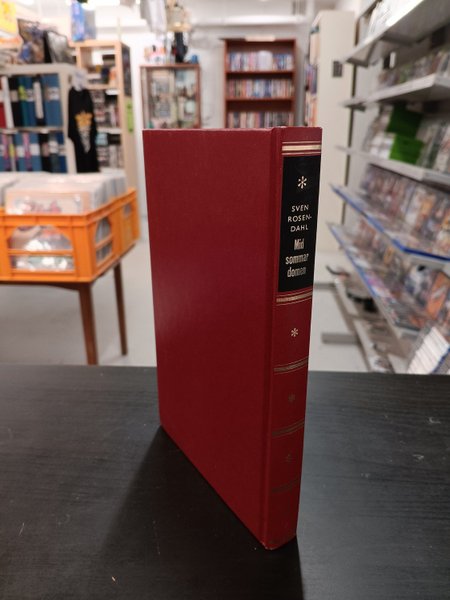 SVEN
ROSEN-
DAHL
Mid
sommar
domen